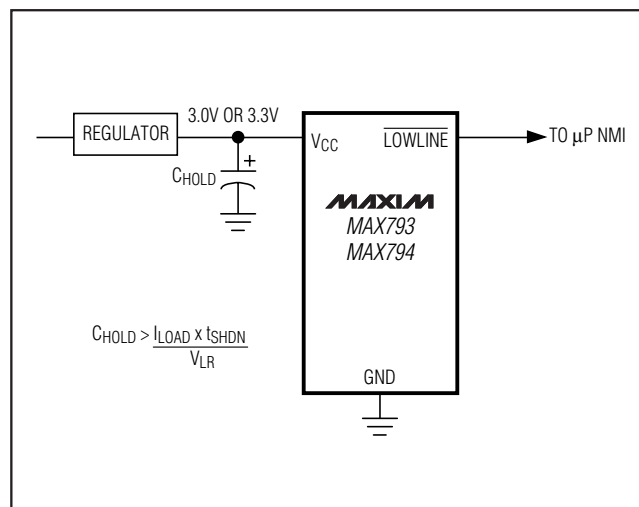 REGULATOR
3.0V OR 3.3V
+
CHOLD
VCC
LOWLINE
TO μP NMI
MAXIM
MAX793
MAX794
CHOLD > ILOAD x tSHDN
VLR
GND